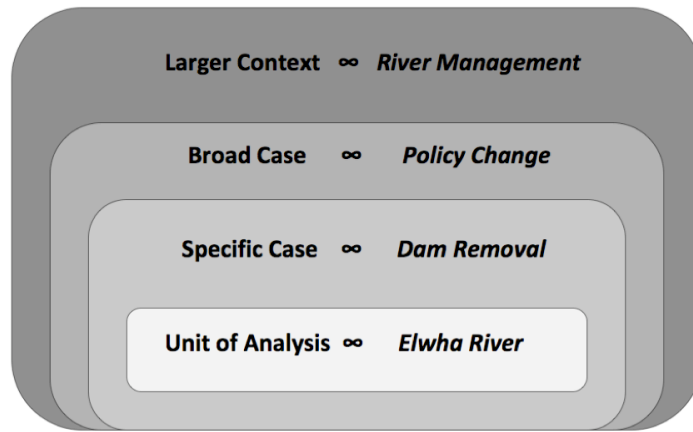 Larger Context ∞ River Management
Broad Case ∞ Policy Change
Specific Case ∞ Dam Removal
Unit of Analysis ∞ Elwha River